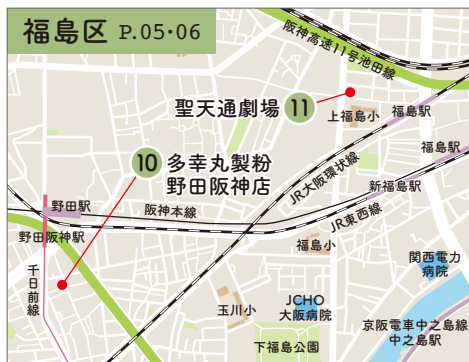 福島区 P.05・06
阪神高速11号池田線
聖天通劇場 11
上福島小
福島駅
福島駅
10 多幸丸製粉
野田阪神店
JR大阪環状線
新福島駅
野田駅
阪神本線
JR東西線
野田阪神駅
福島小
千日前線
関西電力
病院
JCHO
大阪病院
玉川小
京阪電車中之島線
中之島駅
下福島公園